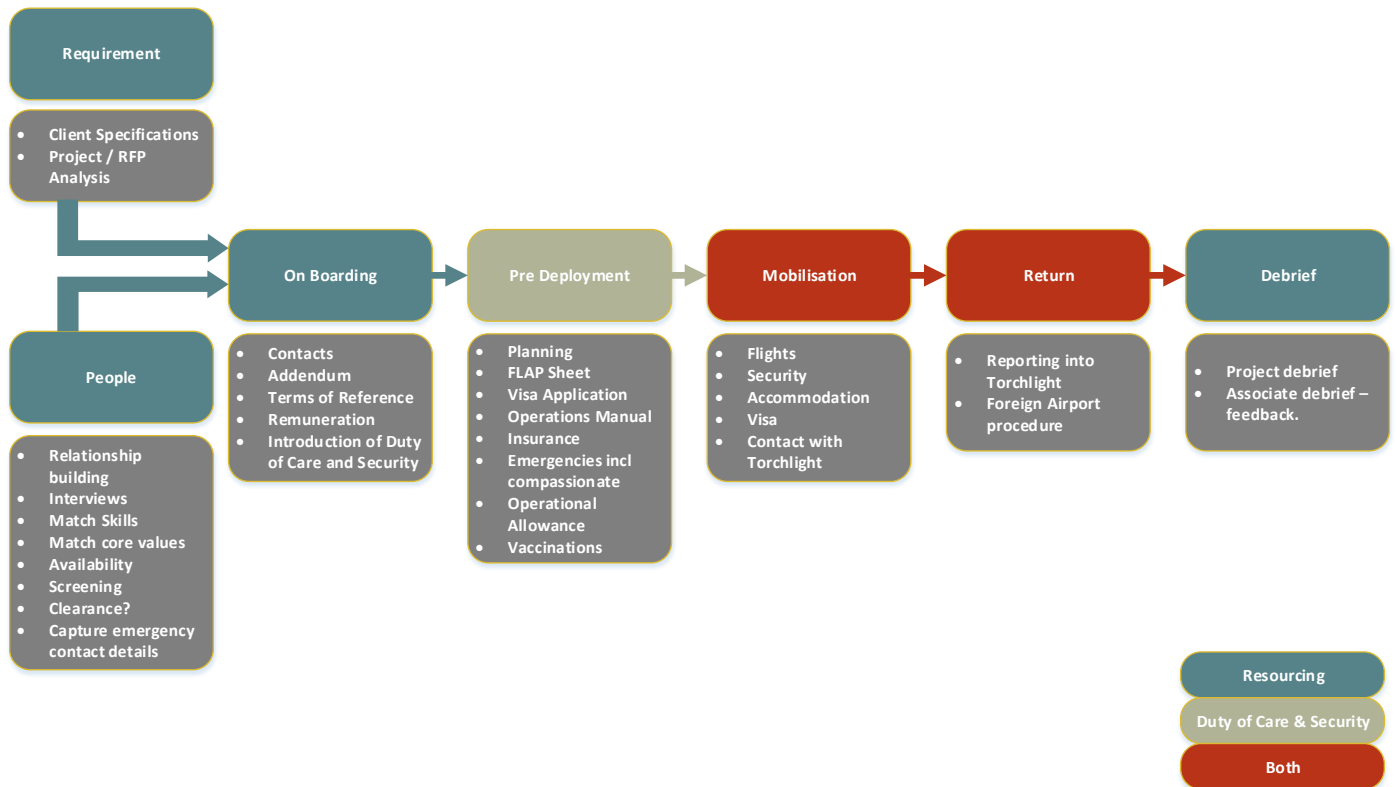 Requirement
• Client Specifications
• Project / RFP
Analysis
People
• Relationship
building
• Interviews
• Match Skills
• Match core values
• Availability
• Screening
• Clearance?
• Capture emergency
contact details
On Boarding
• Contacts
• Addendum
• Terms of Reference
• Remuneration
• Introduction of Duty
of Care and Security
Pre Deployment
• Planning
• FLAP Sheet
• Visa Application
• Operations Manual
• Insurance
• Emergencies incl
compassionate
• Operational
Allowance
• Vaccinations
Mobilisation
• Flights
• Security
• Accommodation
• Visa
• Contact with
Torchlight
Return
• Reporting into
Torchlight
• Foreign Airport
procedure
Debrief
• Project debrief
• Associate debrief –
feedback.
Resourcing
Duty of Care & Security
Both